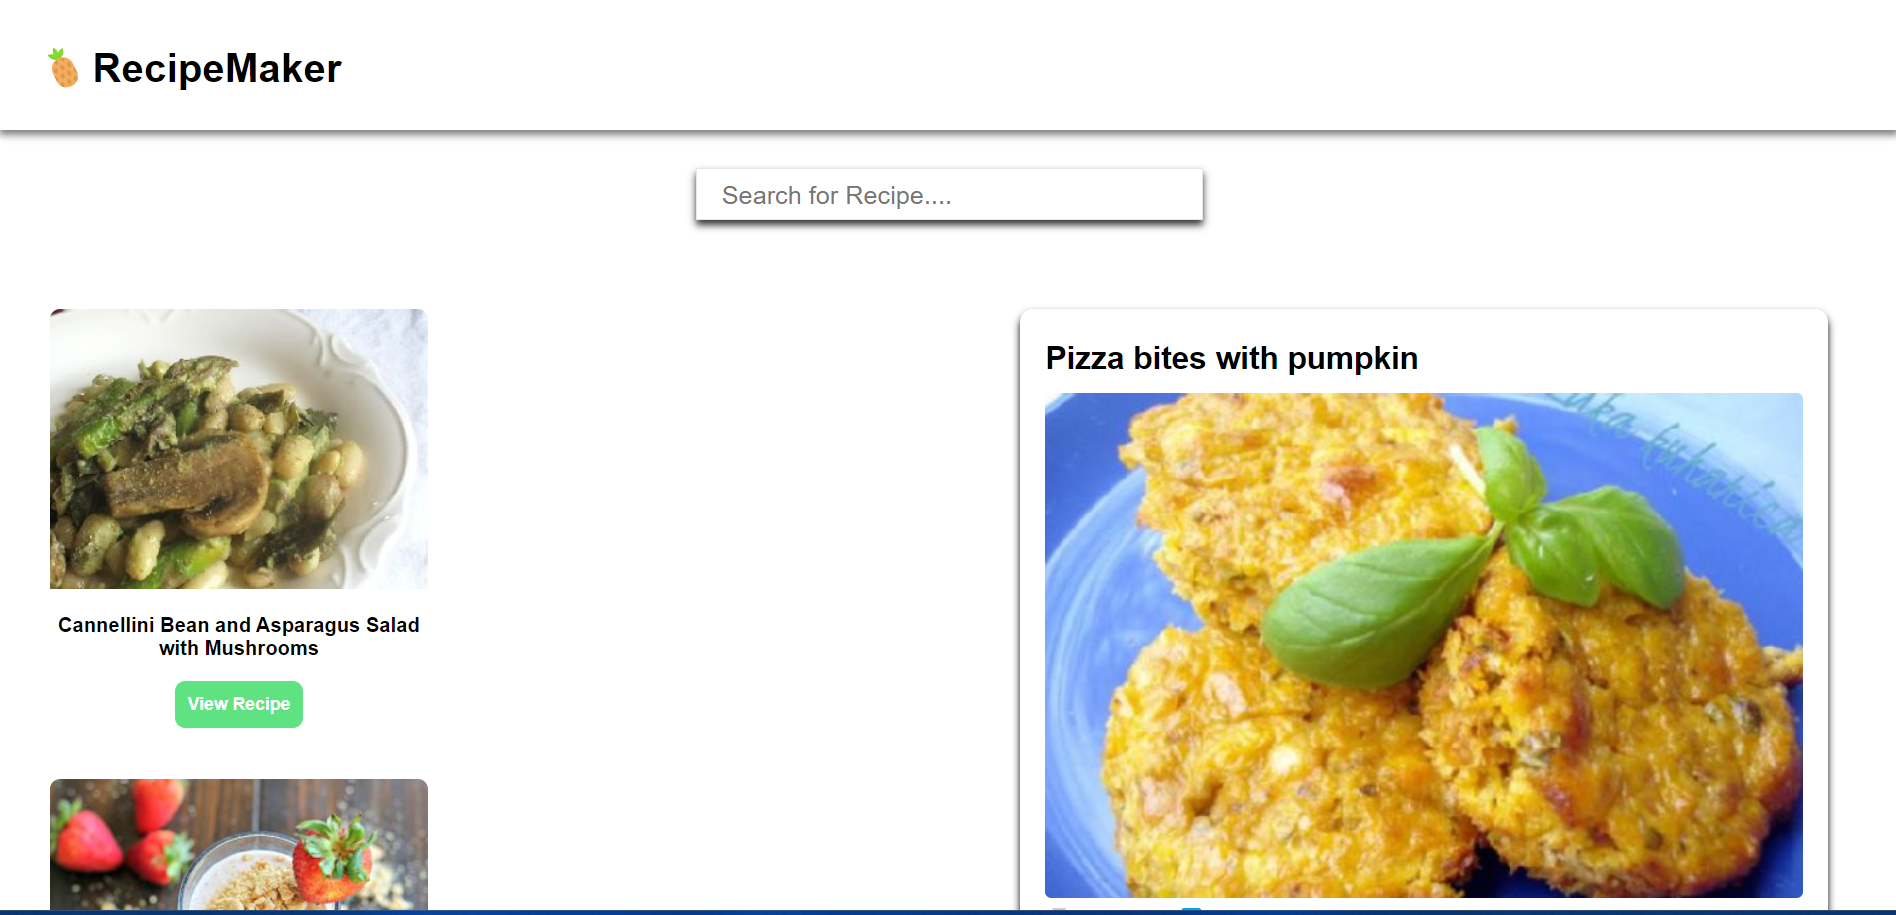 RecipeMaker
Search for Recipe....
Cannellini Bean and Asparagus Salad
with Mushrooms
View Recipe
Pizza bites with pumpkin